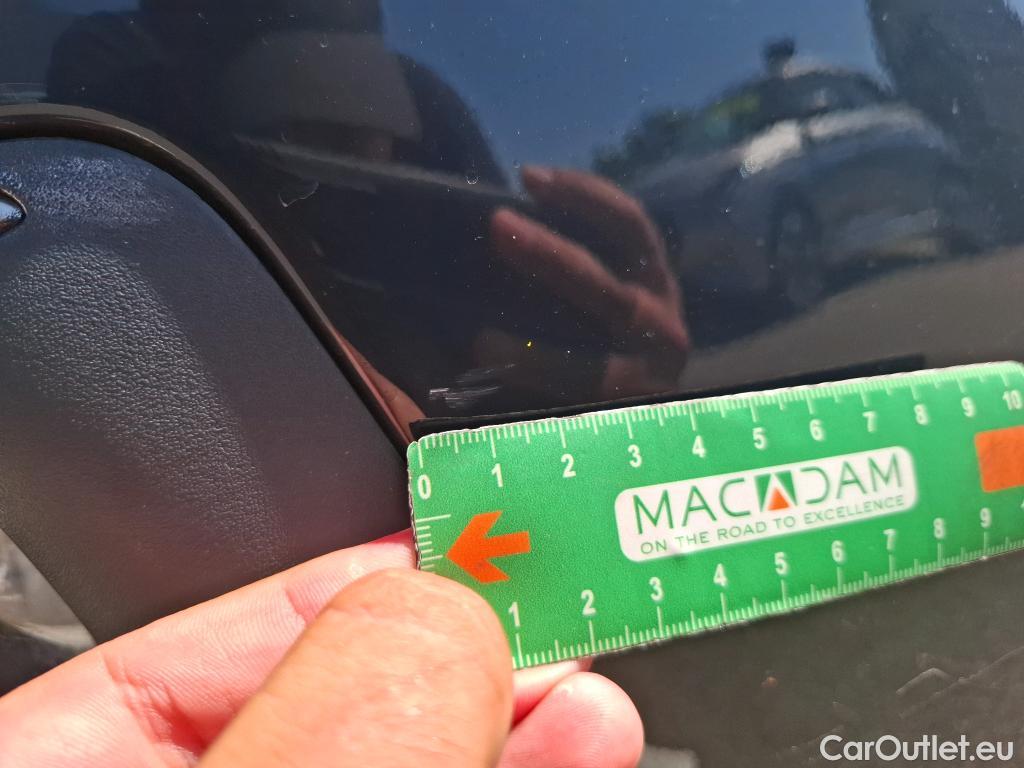 0 1 2 3 4 5 6 7 8 9 10
MACADAM
ON THE ROAD TO EXCELLENCE
1 2 3 4 5 6 7 8 9
CarOutlet.eu